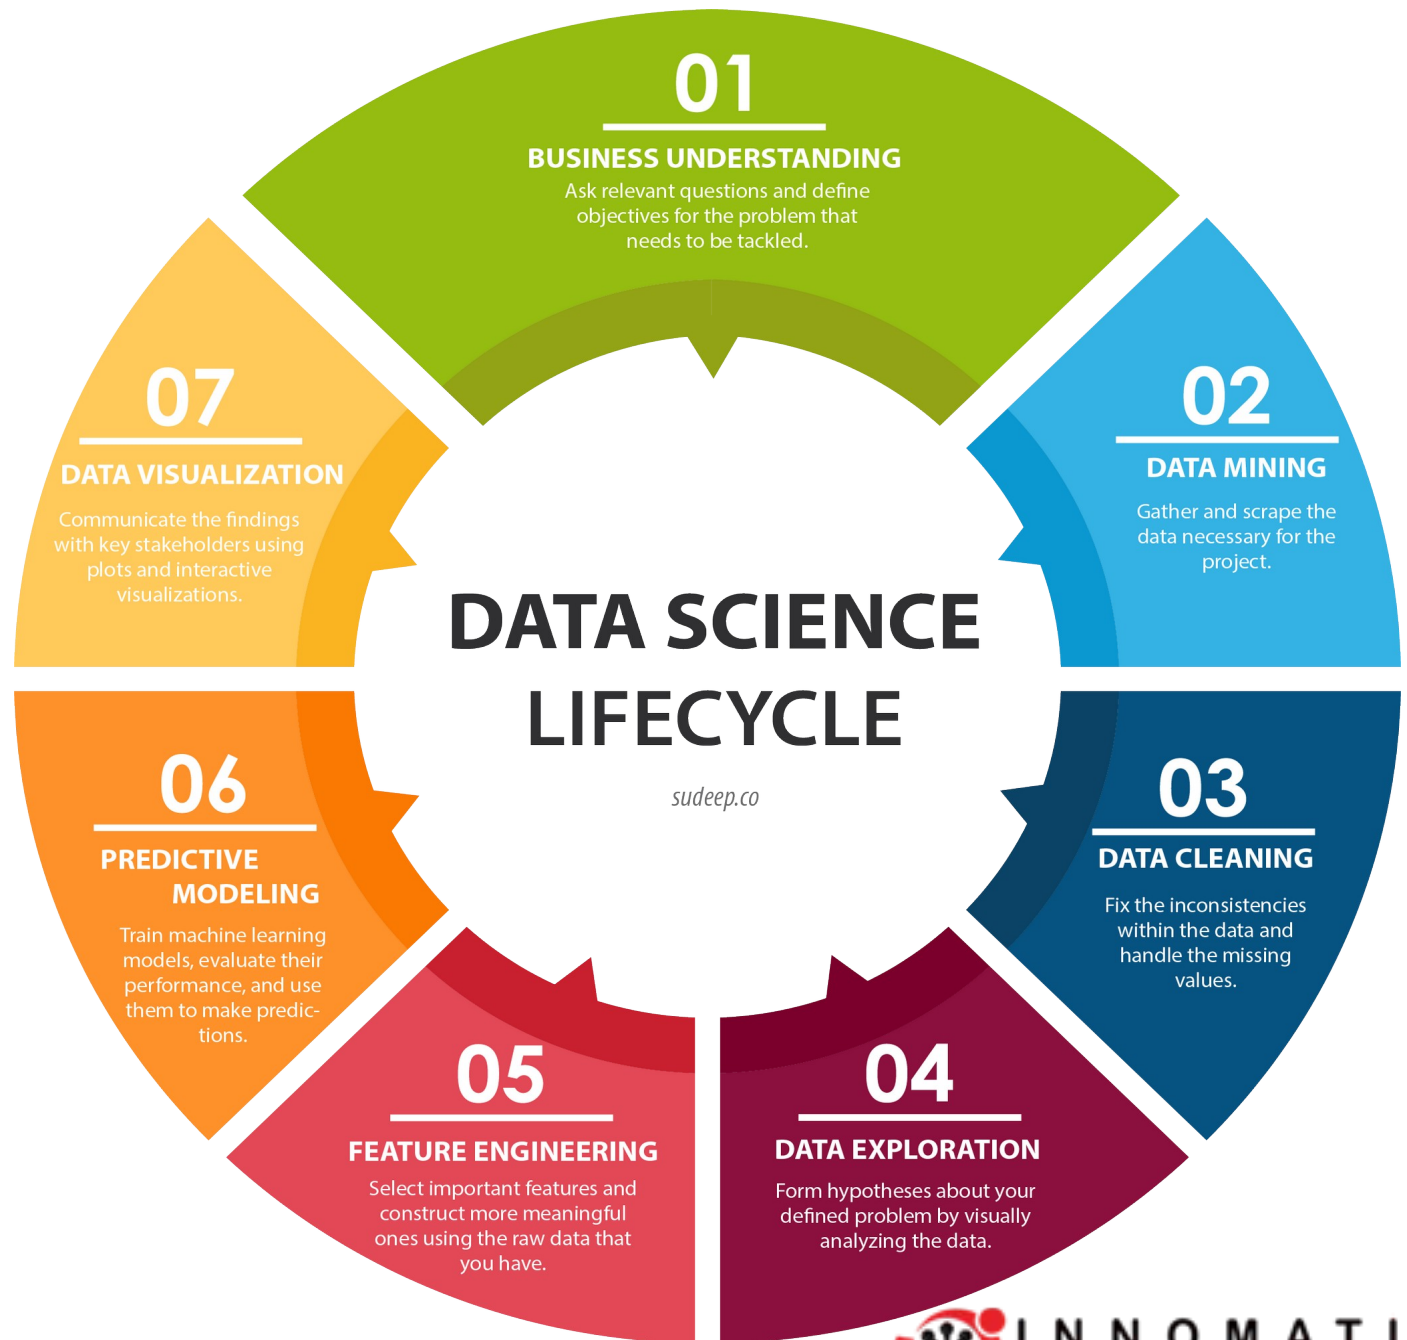 01
BUSINESS UNDERSTANDING
Ask relevant questions and define
objectives for the problem that
needs to be tackled.
02
DATA MINING
Gather and scrape the
data necessary for the
project.
03
DATA CLEANING
Fix the inconsistencies
within the data and
handle the missing
values.
04
DATA EXPLORATION
Form hypotheses about your
defined problem by visually
analyzing the data.
05
FEATURE ENGINEERING
Select important features and
construct more meaningful
ones using the raw data that
you have.
06
PREDICTIVE
MODELING
Train machine learning
models, evaluate their
performance, and use
them to make predic-
tions.
07
DATA VISUALIZATION
Communicate the findings
with key stakeholders using
plots and interactive
visualizations.
DATA SCIENCE
LIFECYCLE
sudeep.co